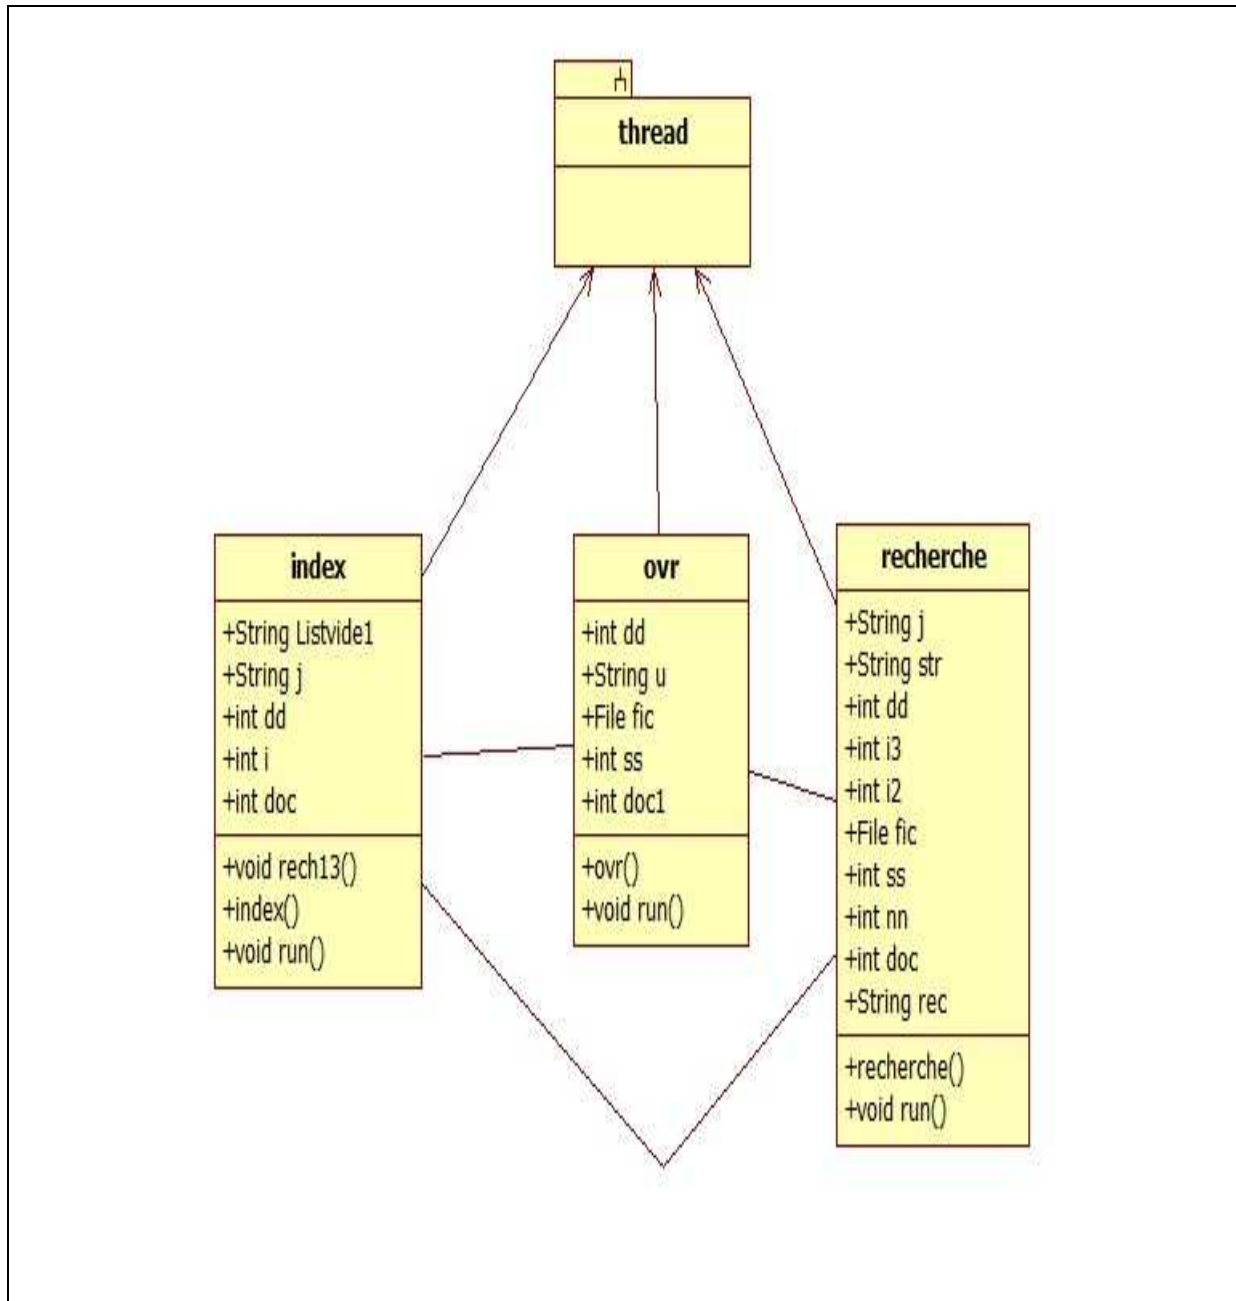 thread
index
+String Listvide1
+String j
+int dd
+int i
+int doc
+void rech13()
+index()
+void run()
ovr
+int dd
+String u
+File fic
+int ss
+int doc1
+ovr()
+void run()
recherche
+String j
+String str
+int dd
+int i3
+int i2
+File fic
+int ss
+int nn
+int doc
+String rec
+recherche()
+void run()